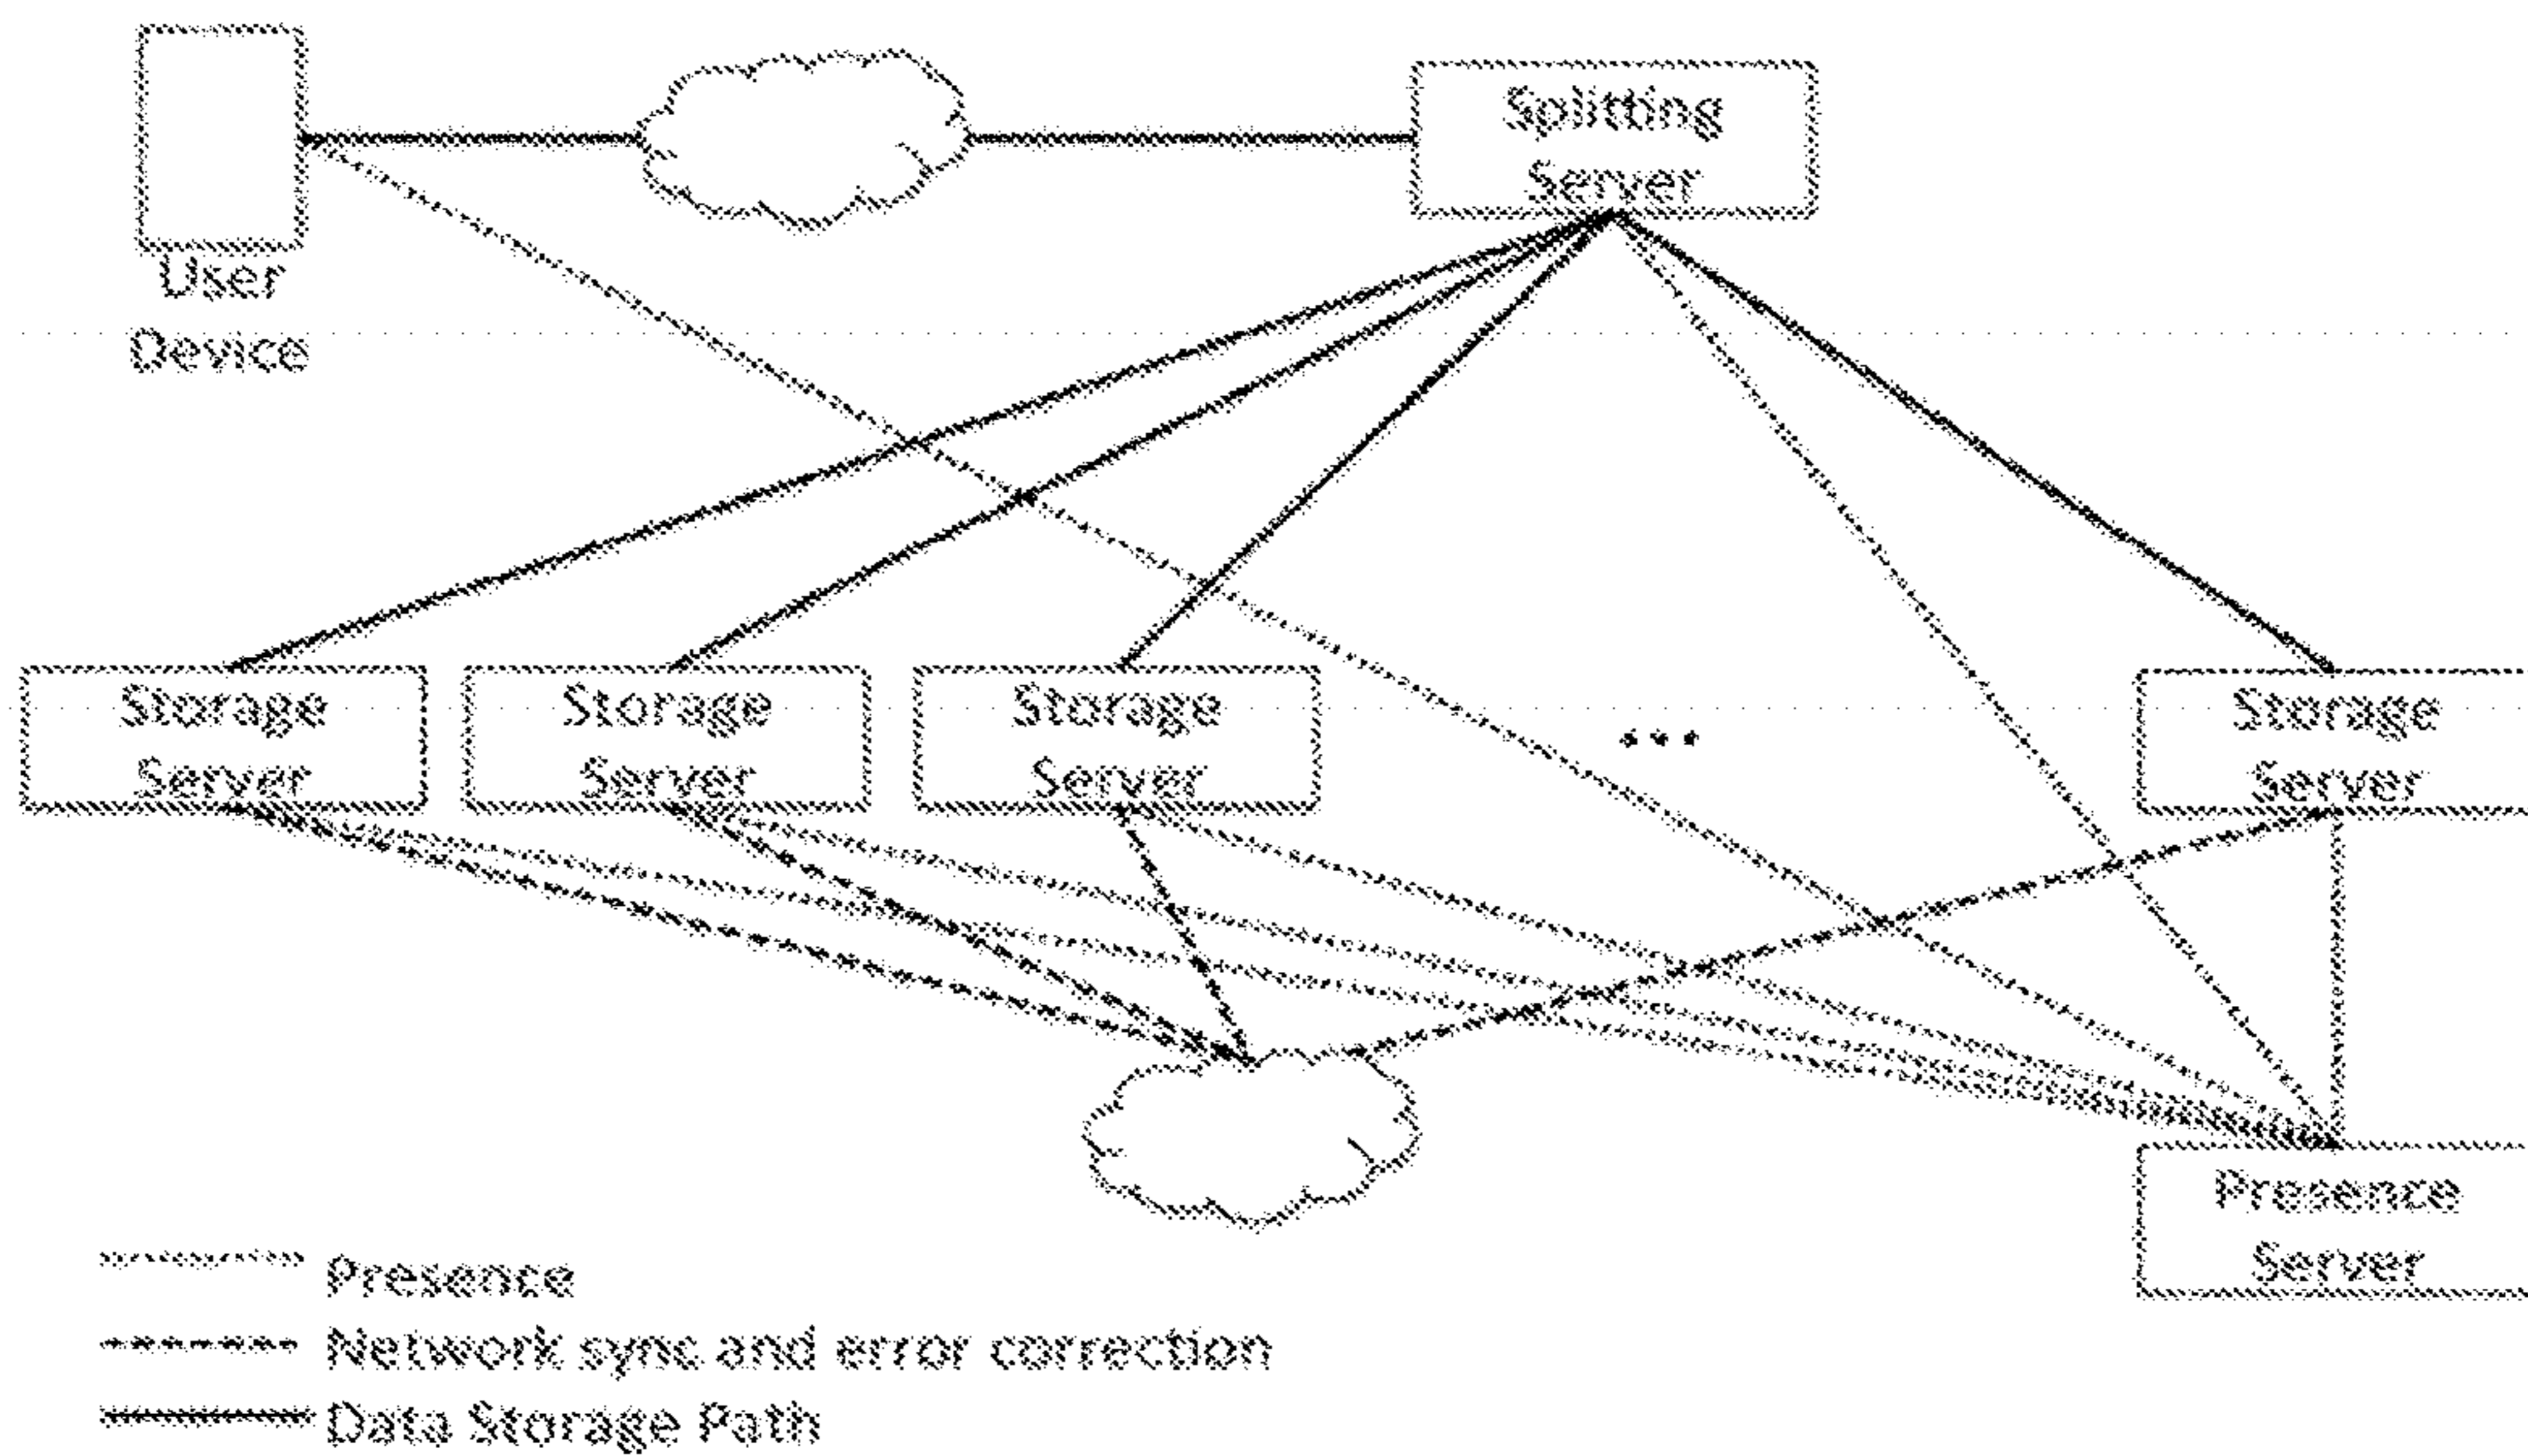 Splitting
Server
User
Device
Storage
Server
Storage
Server
Storage
Server
...
Storage
Server
Presence
Server
Presence
Network sync and error correction
Data Storage Path